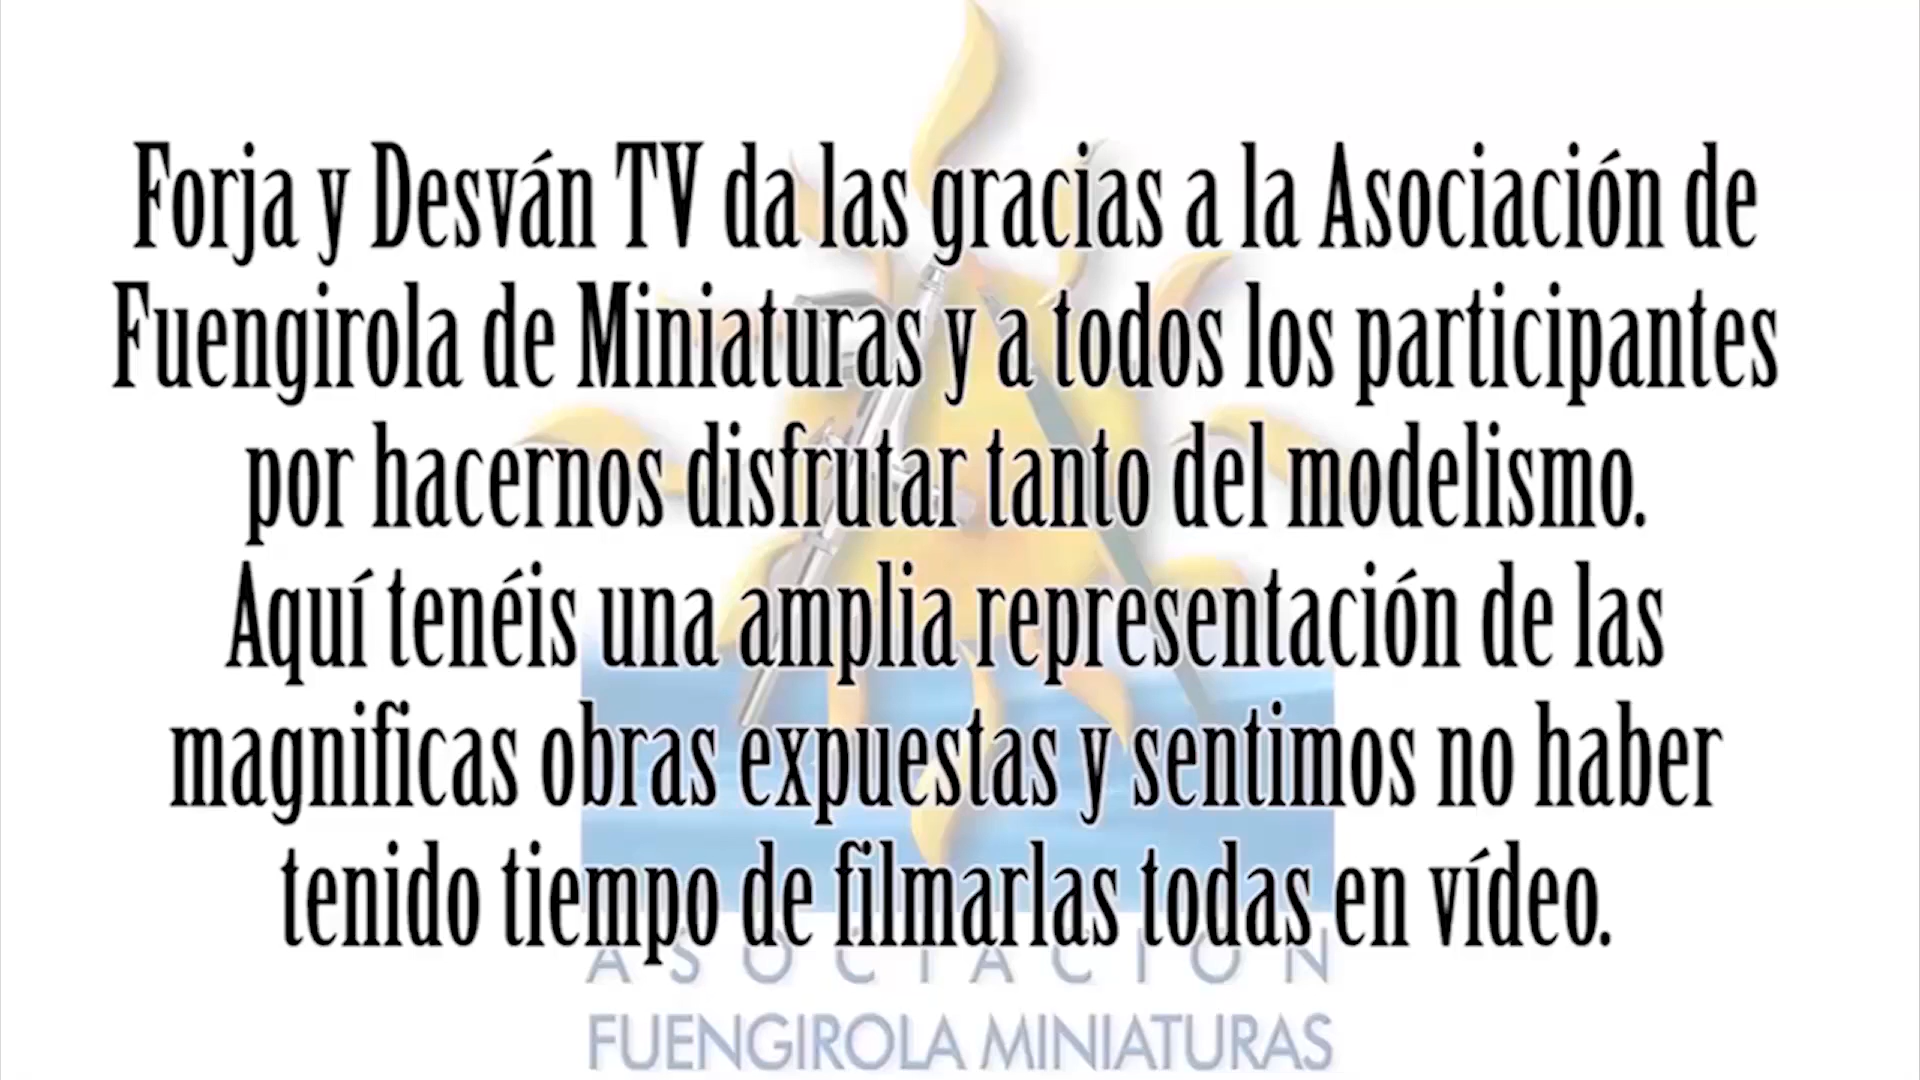 Forja y Desván TV da las gracias a la Asociación de
Fuengirola de Miniaturas y a todos los participantes
por hacernos disfrutar tanto del modelismo.
Aquí tenéis una amplia representación de las
magnificas obras expuestas y sentimos no haber
tenido tiempo de filmarlas todas en vídeo.
ASOCIACIÓN
FUENGIROLA MINIATURAS